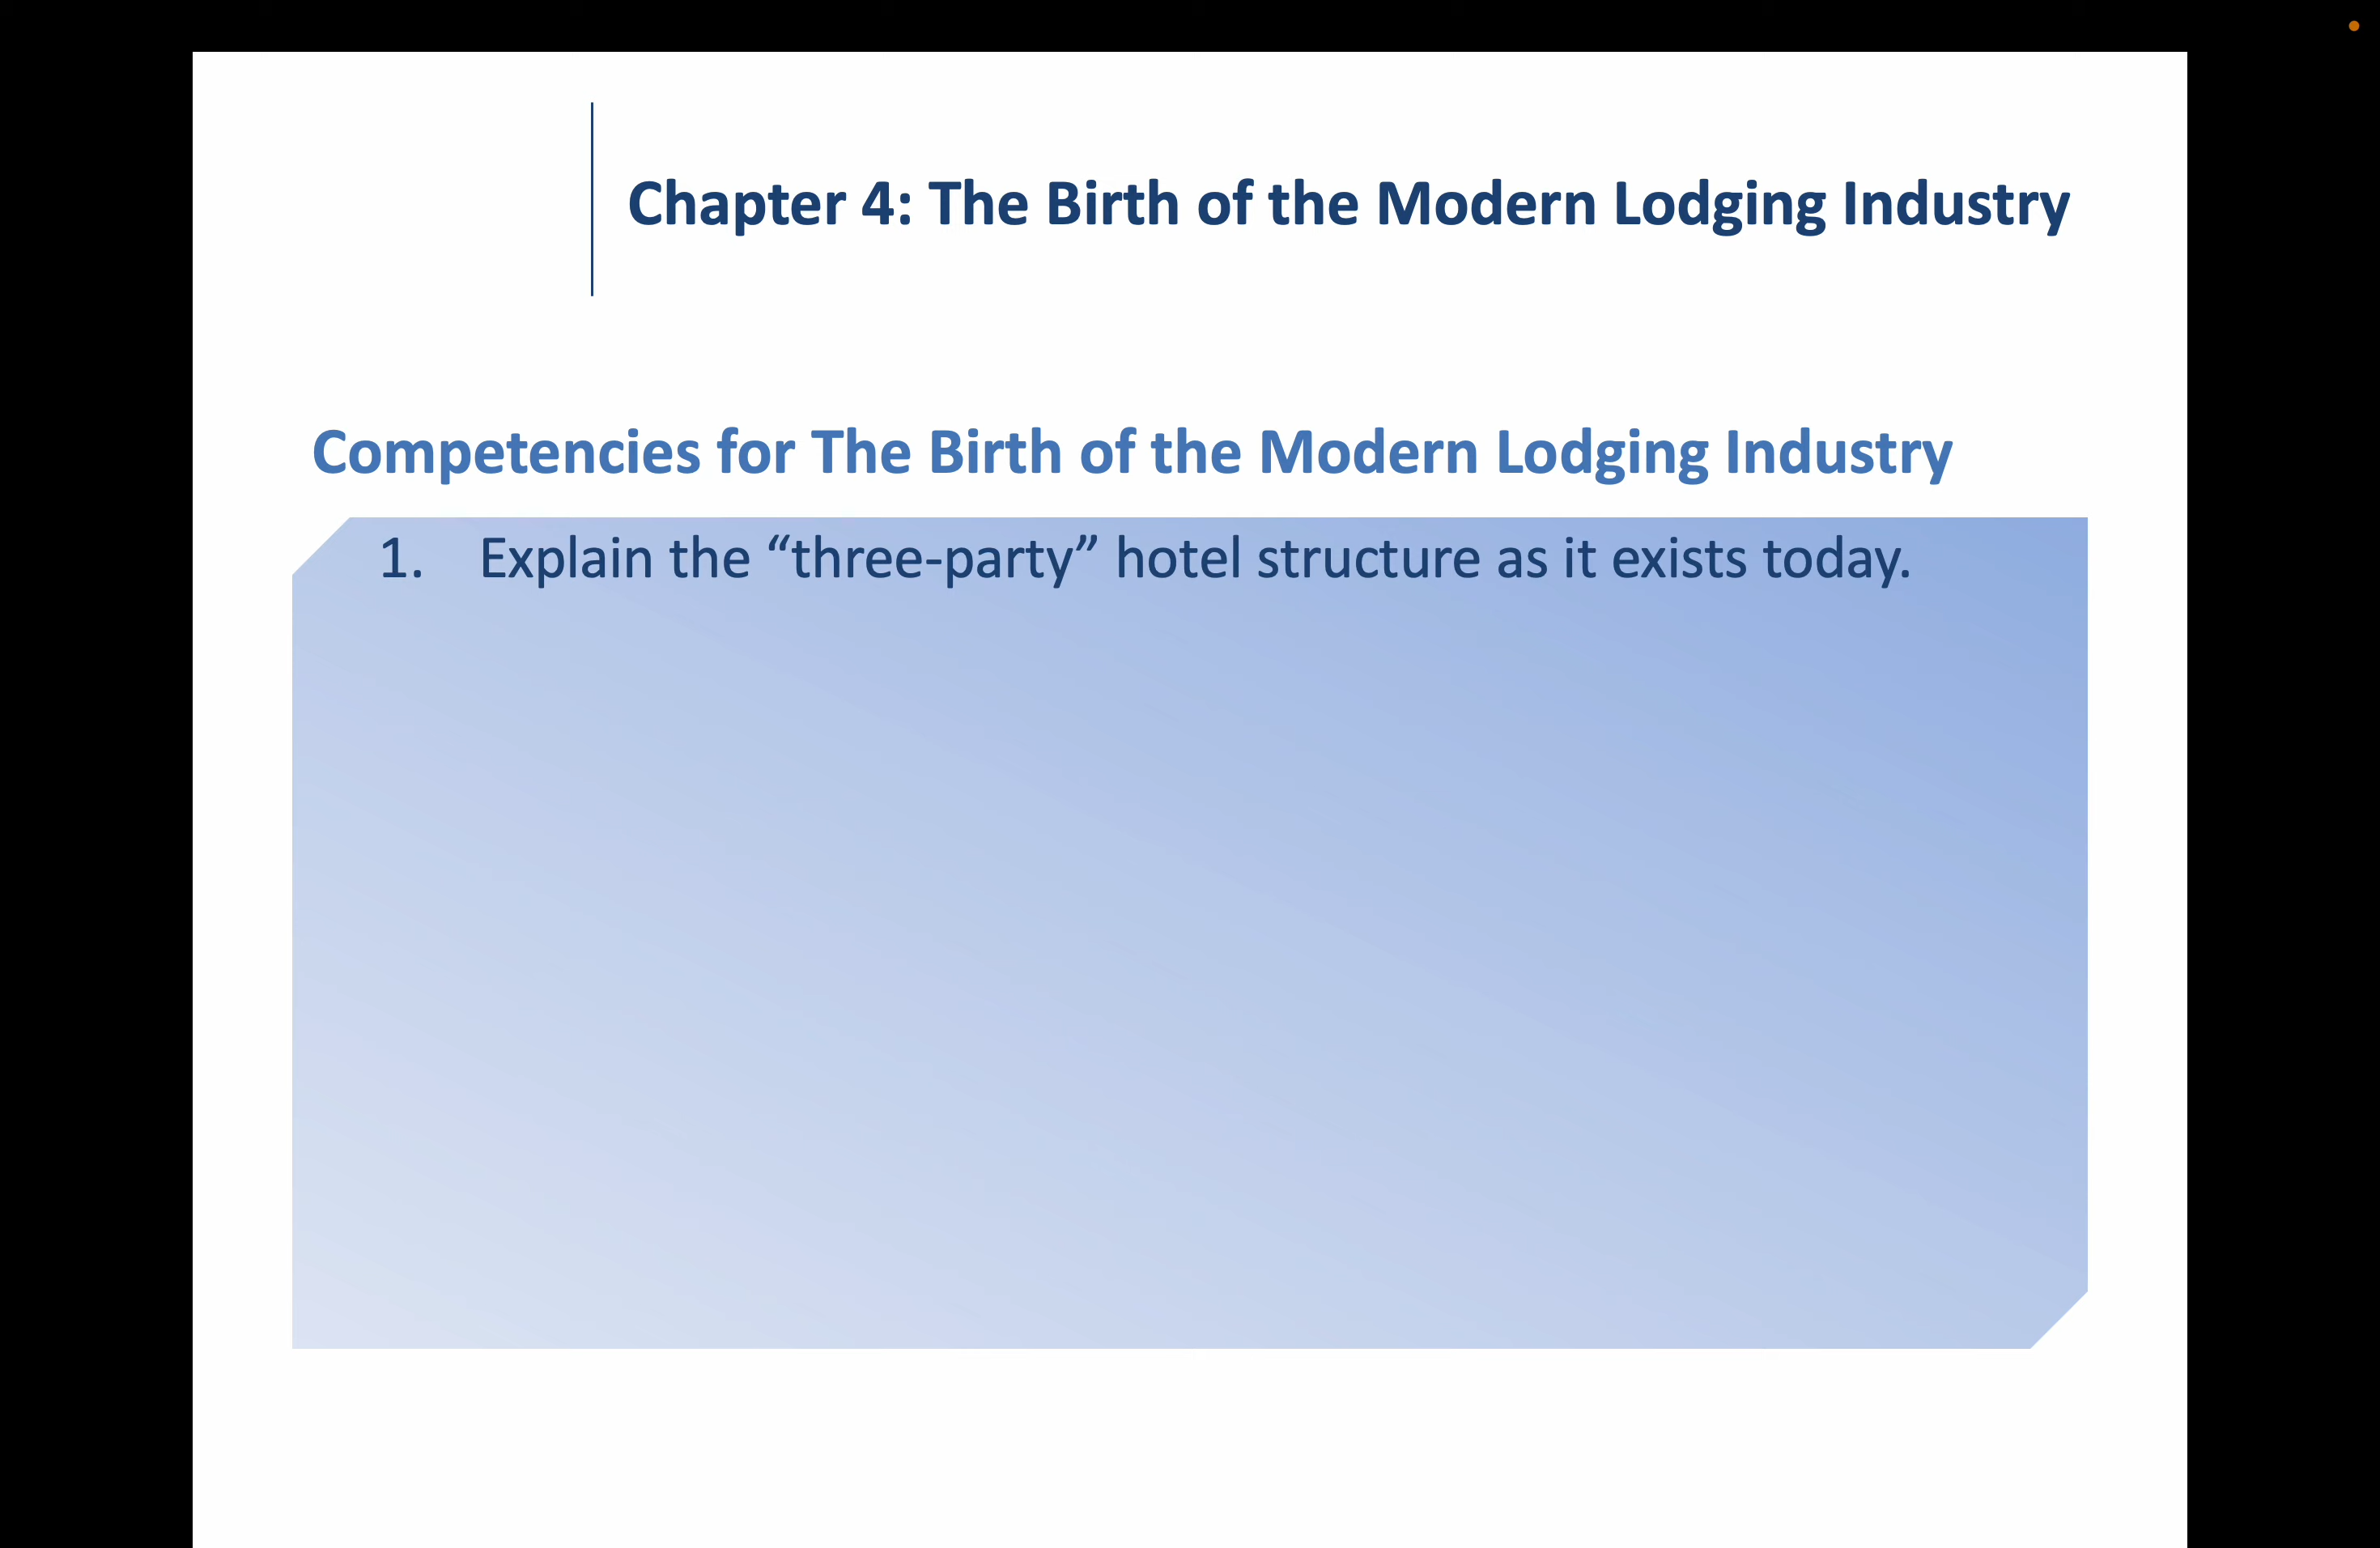 Chapter 4: The Birth of the Modern Lodging Industry
Competencies for The Birth of the Modern Lodging Industry
1. Explain the “three-party” hotel structure as it exists today.